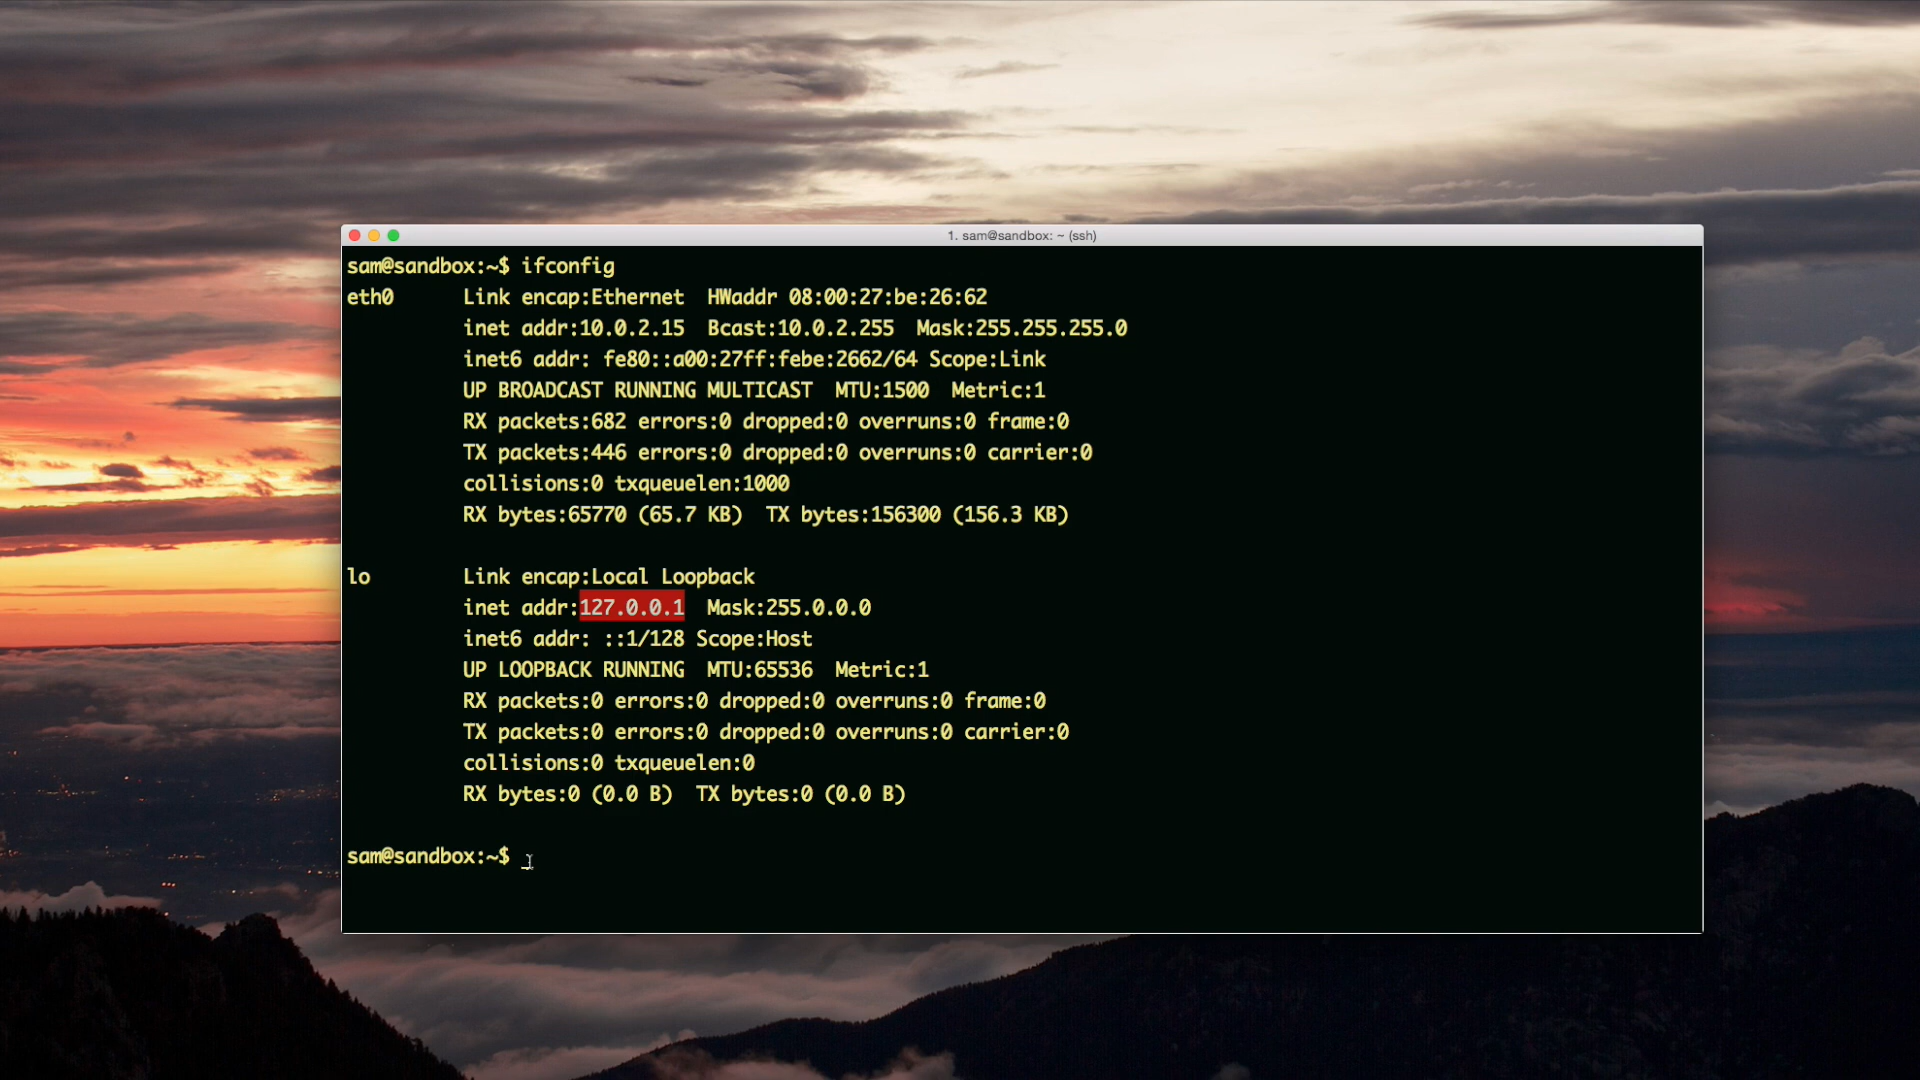 1. sam@sandbox: ~ (ssh)
sam@sandbox:~$ ifconfig
eth0      Link encap:Ethernet  HWaddr 08:00:27:be:26:62
          inet addr:10.0.2.15  Bcast:10.0.2.255  Mask:255.255.255.0
          inet6 addr: fe80::a00:27ff:febe:2662/64 Scope:Link
          UP BROADCAST RUNNING MULTICAST  MTU:1500  Metric:1
          RX packets:682 errors:0 dropped:0 overruns:0 frame:0
          TX packets:446 errors:0 dropped:0 overruns:0 carrier:0
          collisions:0 txqueuelen:1000
          RX bytes:65770 (65.7 KB)  TX bytes:156300 (156.3 KB)
lo        Link encap:Local Loopback
          inet addr:127.0.0.1  Mask:255.0.0.0
          inet6 addr: ::1/128 Scope:Host
          UP LOOPBACK RUNNING  MTU:65536  Metric:1
          RX packets:0 errors:0 dropped:0 overruns:0 frame:0
          TX packets:0 errors:0 dropped:0 overruns:0 carrier:0
          collisions:0 txqueuelen:0
          RX bytes:0 (0.0 B)  TX bytes:0 (0.0 B)
sam@sandbox:~$